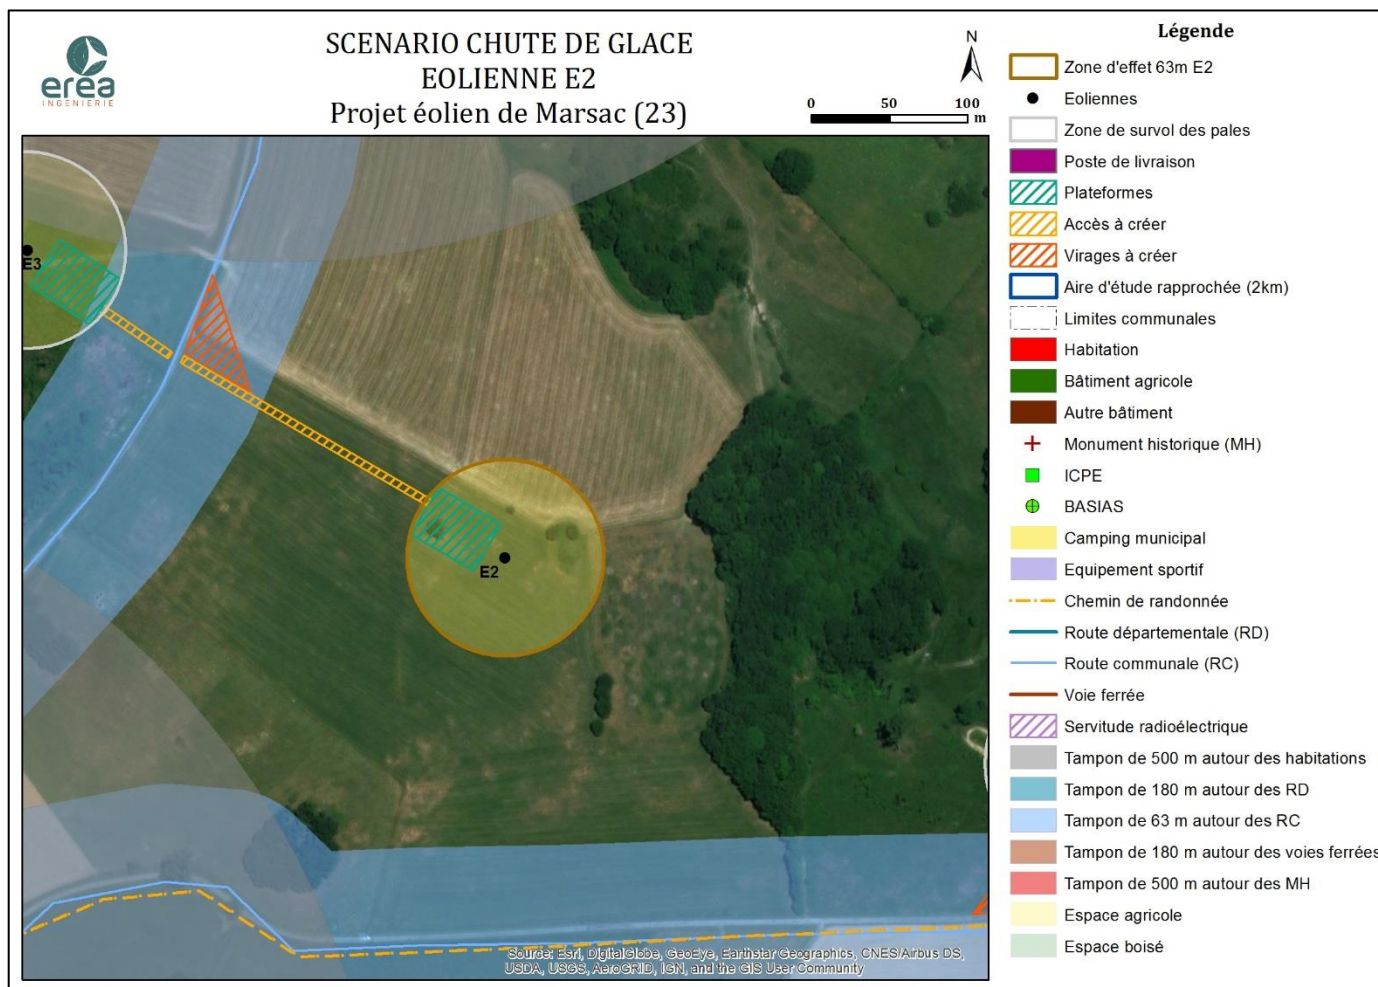 erea
INGENIERIE
SCENARIO CHUTE DE GLACE
EOLIENNE E2
Projet éolien de Marsac (23)
N
0 50 100
m
E3
E2
Source: Esri, DigitalGlobe, GeoEye, Earthstar Geographics, CNES/Airbus DS,
USDA, USGS, AeroGRID, IGN, and the GIS User Community
Légende
Zone d'effet 63m E2
Eoliennes
Zone de survol des pales
Poste de livraison
Plateformes
Accès à créer
Virages à créer
Aire d'étude rapprochée (2km)
Limites communales
Habitation
Bâtiment agricole
Autre bâtiment
Monument historique (MH)
ICPE
BASIAS
Camping municipal
Equipement sportif
Chemin de randonnée
Route départementale (RD)
Route communale (RC)
Voie ferrée
Servitude radioélectrique
Tampon de 500 m autour des habitations
Tampon de 180 m autour des RD
Tampon de 63 m autour des RC
Tampon de 180 m autour des voies ferrées
Tampon de 500 m autour des MH
Espace agricole
Espace boisé